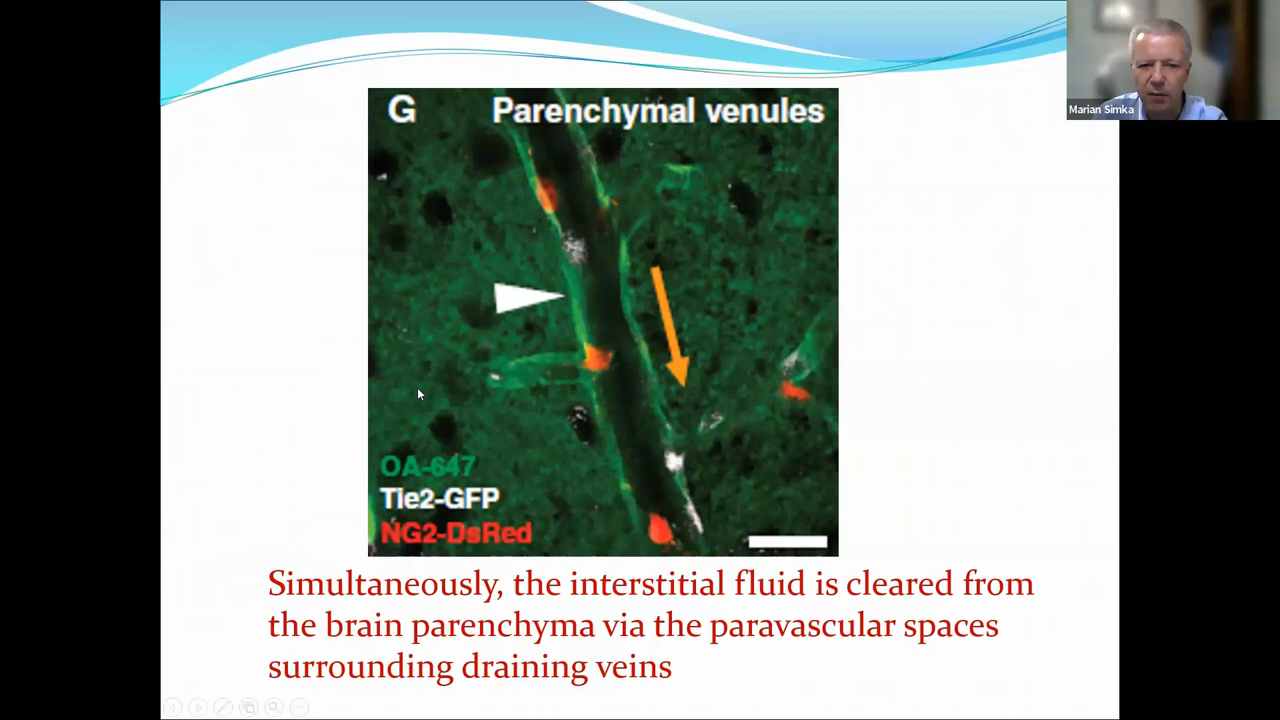 G Parenchymal venules
Marian Simka
OA-647
Tie2-GFP
NG2-DsRed
Simultaneously, the interstitial fluid is cleared from
the brain parenchyma via the paravascular spaces
surrounding draining veins